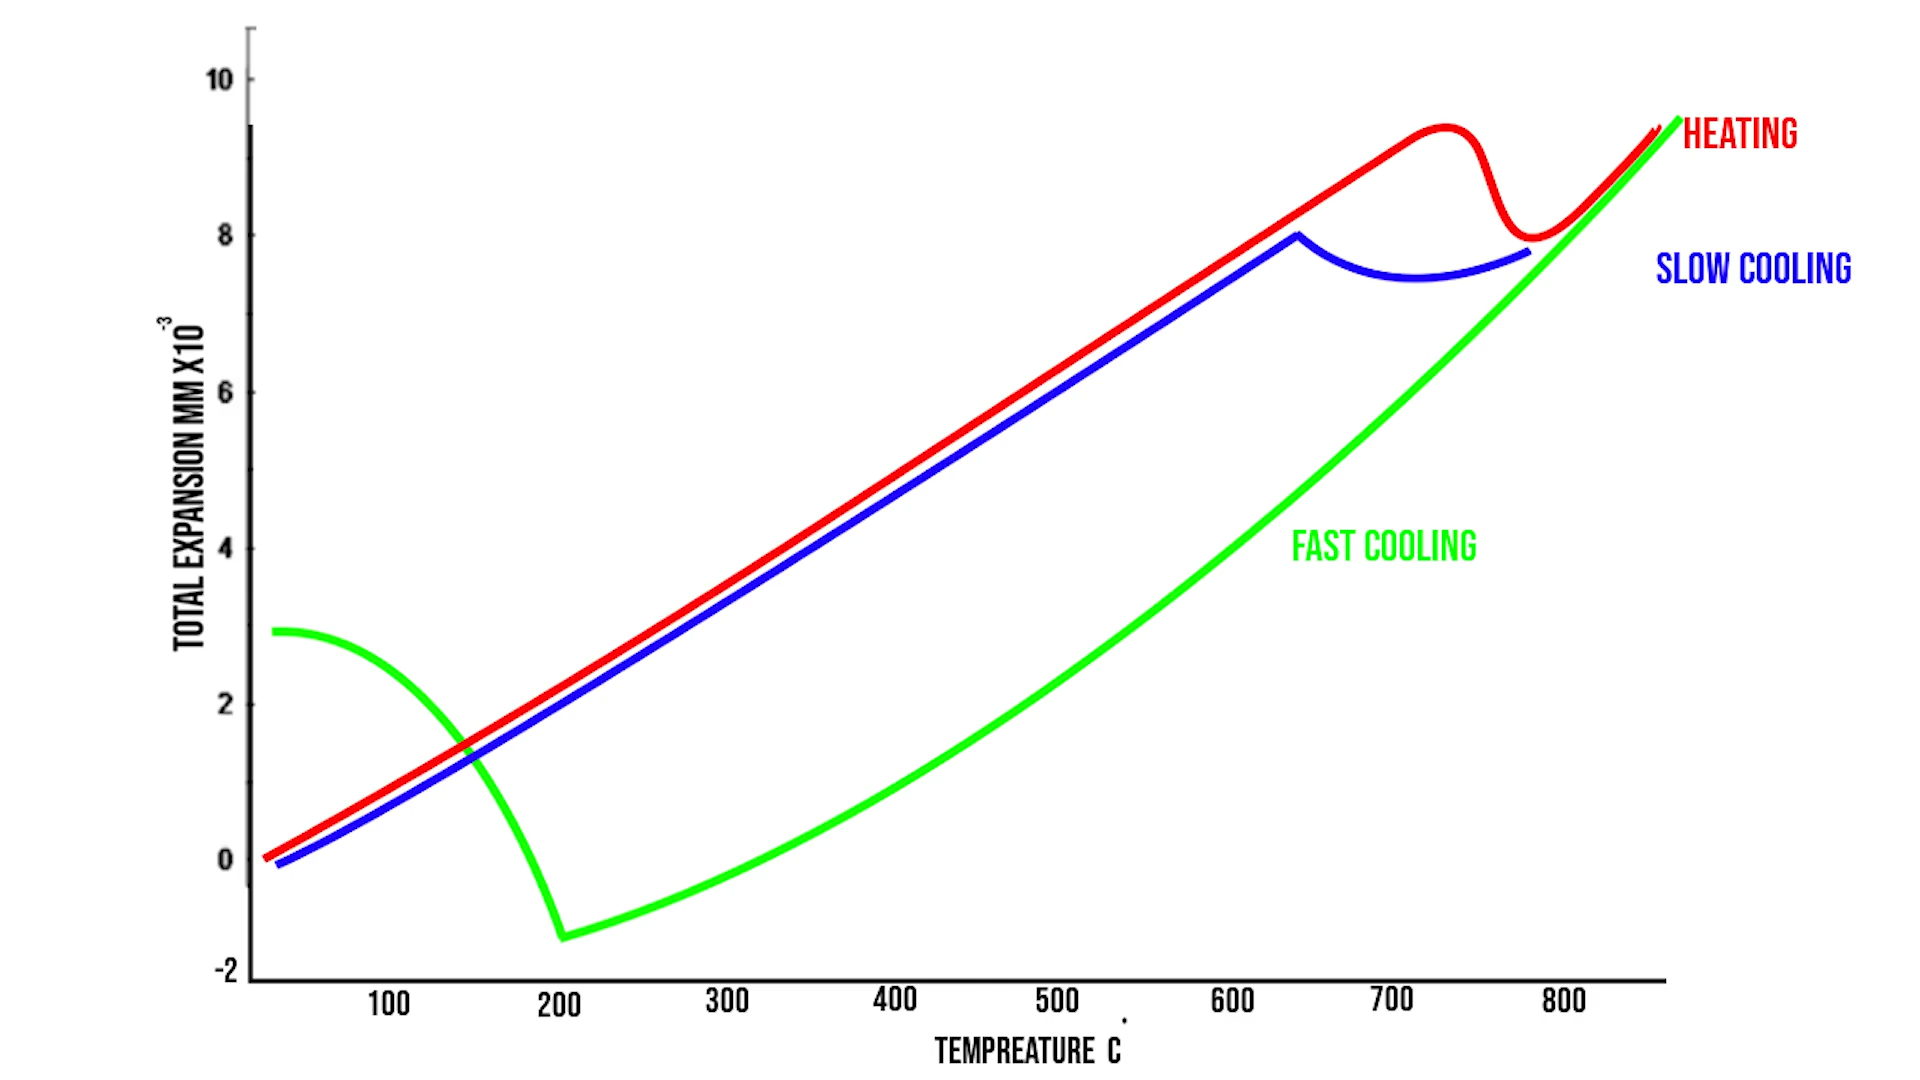 10
8
6
4
2
0
-2
TOTAL EXPANSION MM X10 -3
HEATING
SLOW COOLING
FAST COOLING
100 200 300 400 500 600 700 800
TEMPREATURE C